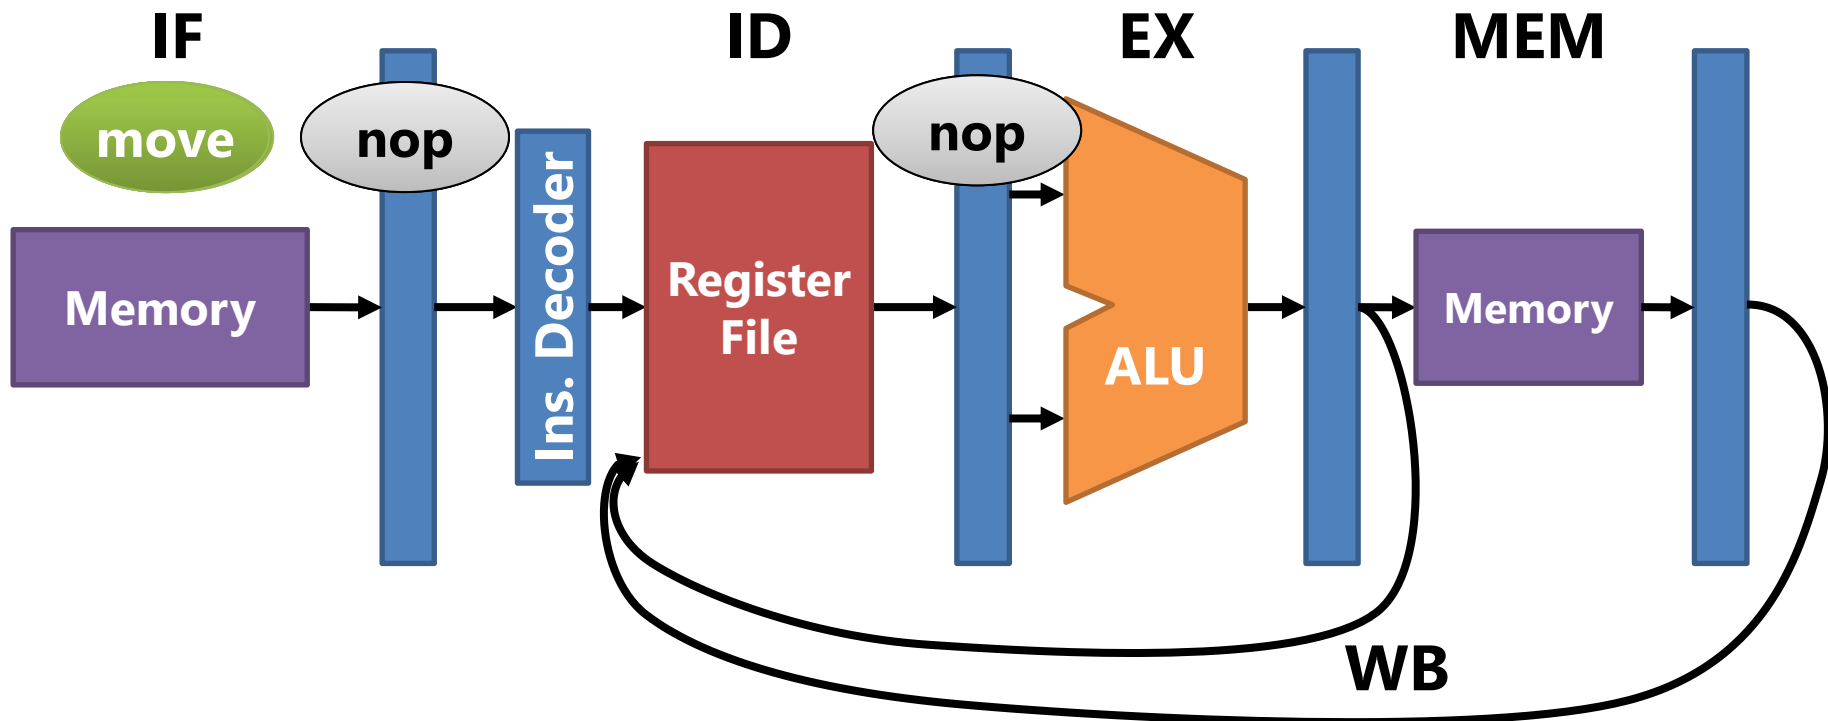 IF
ID
EX
MEM
move
nop
nop
Memory
Ins. Decoder
Register
File
ALU
Memory
WB